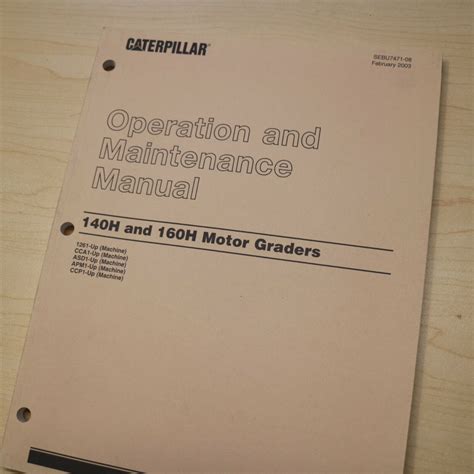 CATERPILLAR®
SEBU7471-08
February 2003
Operation and
Maintenance
Manual
140H and 160H Motor Graders
1261-Up (Machine)
CCA1-Up (Machine)
ASD1-Up (Machine)
APM1-Up (Machine)
CCP1-Up (Machine)